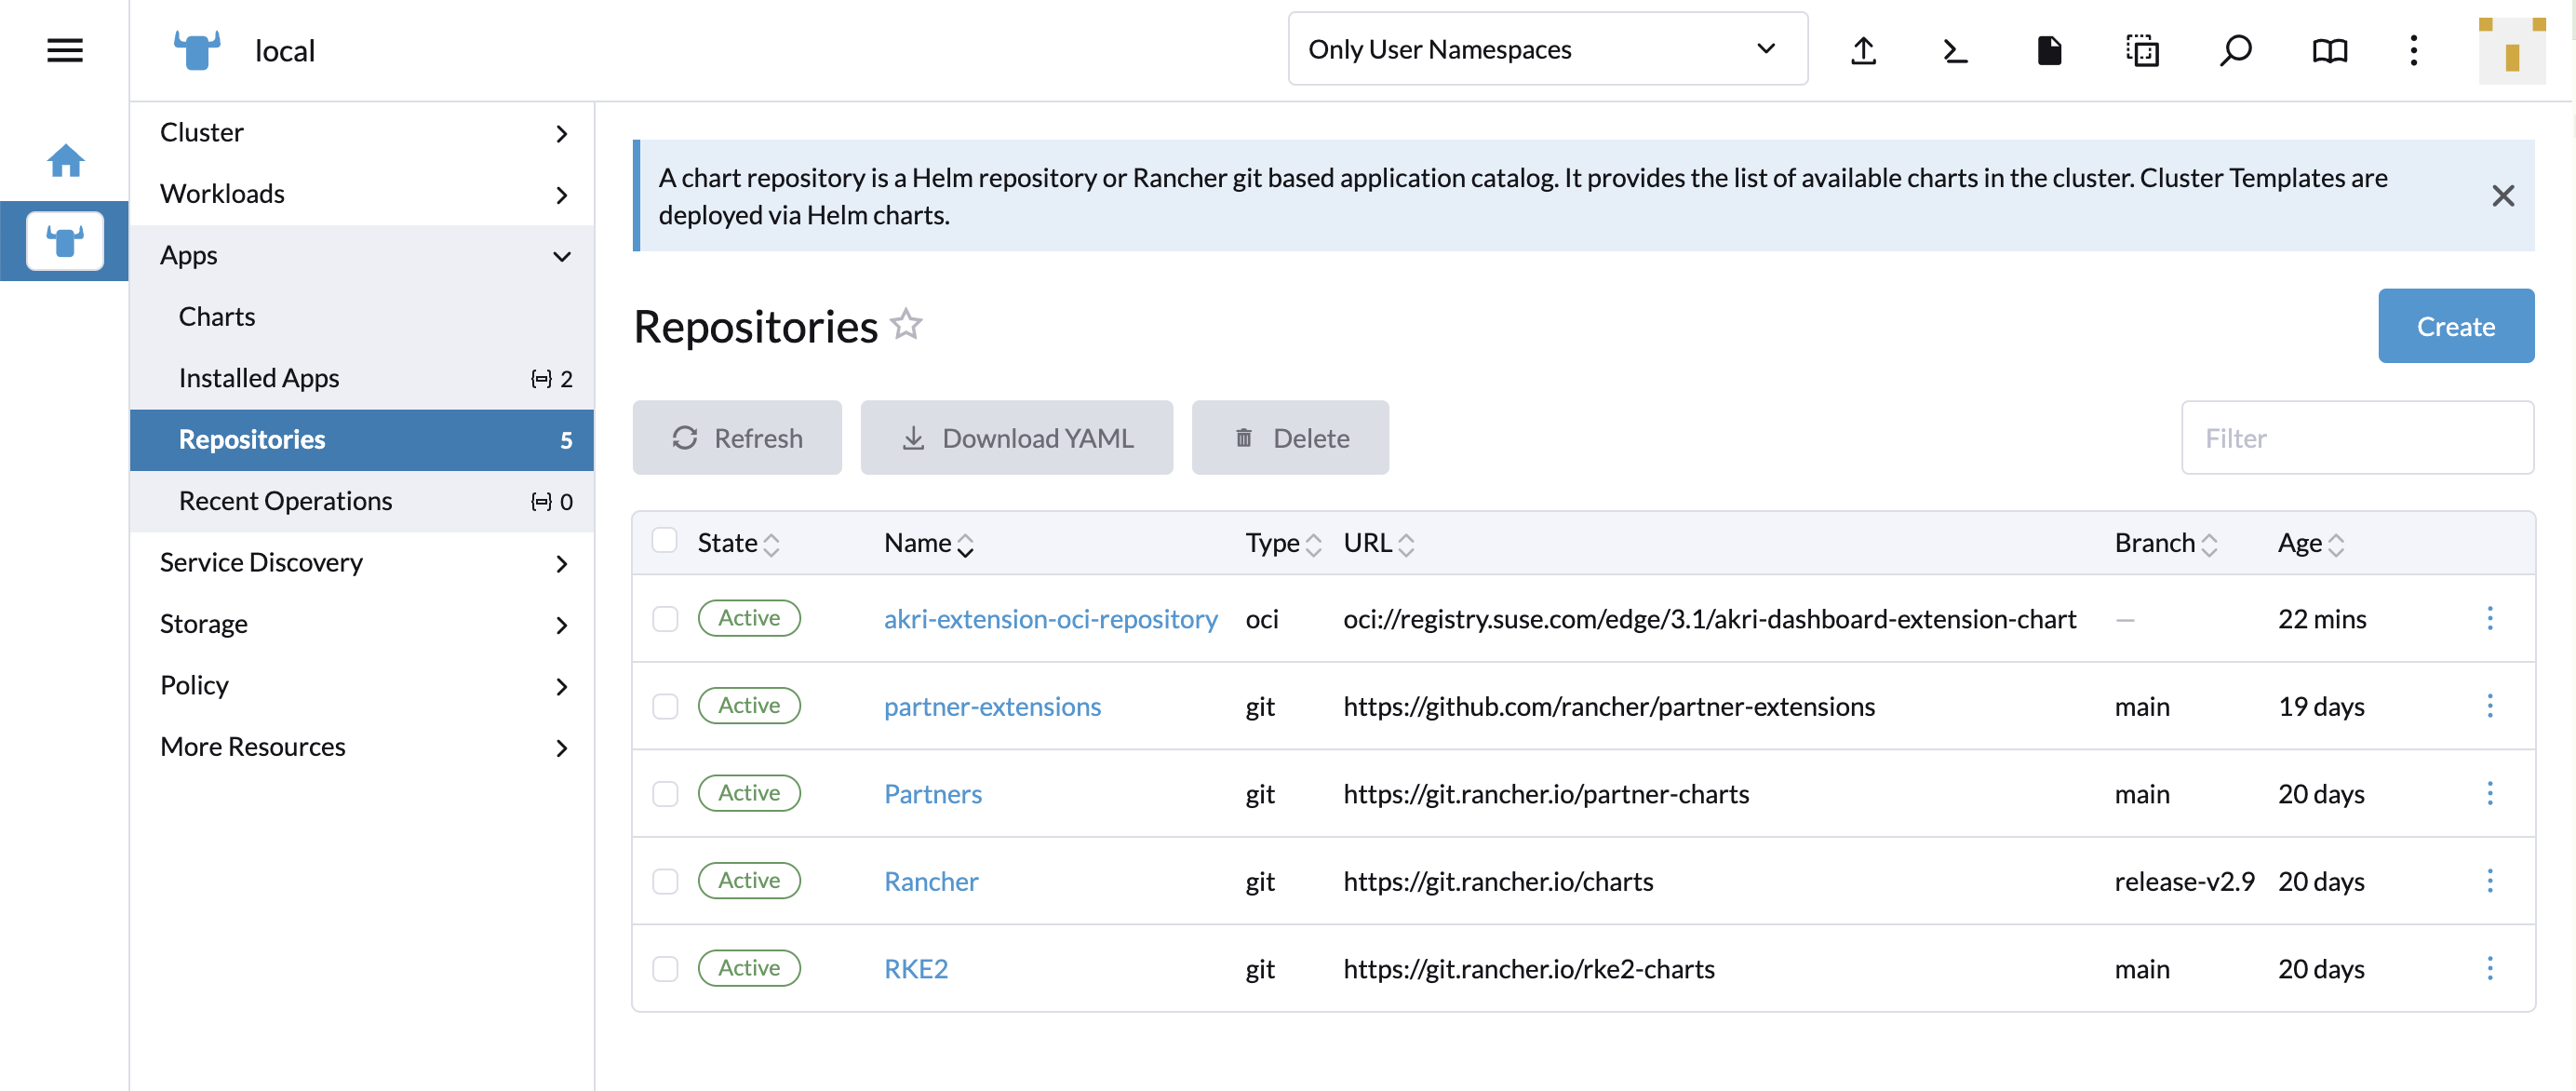 local
Only User Namespaces
Cluster
Workloads
Apps
Charts
Installed Apps 2
Repositories 5
Recent Operations 0
Service Discovery
Storage
Policy
More Resources
A chart repository is a Helm repository or Rancher git based application catalog. It provides the list of available charts in the cluster. Cluster Templates are
deployed via Helm charts.
Repositories
Create
Refresh Download YAML Delete Filter
State Name Type URL Branch Age
Active akri-extension-oci-repository oci oci://registry.suse.com/edge/3.1/akri-dashboard-extension-chart — 22 mins
Active partner-extensions git https://github.com/rancher/partner-extensions main 19 days
Active Partners git https://git.rancher.io/partner-charts main 20 days
Active Rancher git https://git.rancher.io/charts release-v2.9 20 days
Active RKE2 git https://git.rancher.io/rke2-charts main 20 days